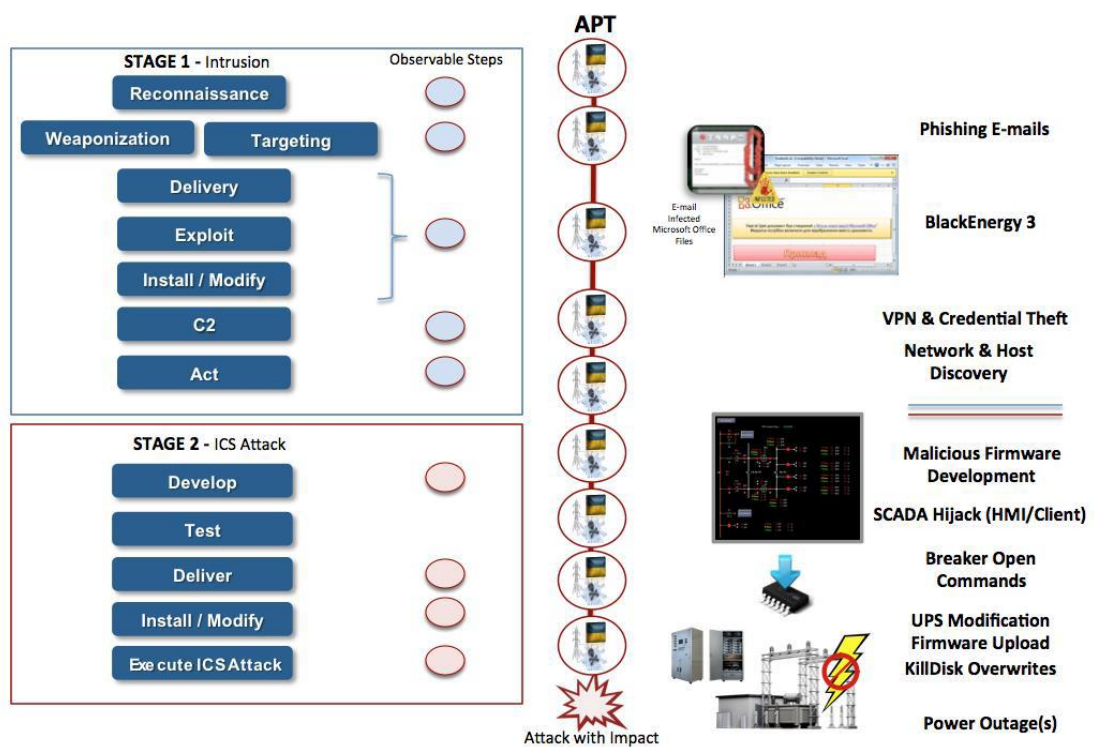 APT
STAGE 1 - Intrusion
Observable Steps
Reconnaissance
Weaponization
Targeting
Delivery
Exploit
Install / Modify
C2
Act
STAGE 2 - ICS Attack
Develop
Test
Deliver
Install / Modify
Exe cute ICS Attack
Attack with Impact
E-mail
Infected
Microsoft Office
Files
Office
Phishing E-mails
BlackEnergy 3
VPN & Credential Theft
Network & Host
Discovery
Malicious Firmware
Development
SCADA Hijack (HMI/Client)
Breaker Open
Commands
UPS Modification
Firmware Upload
KillDisk Overwrites
Power Outage(s)